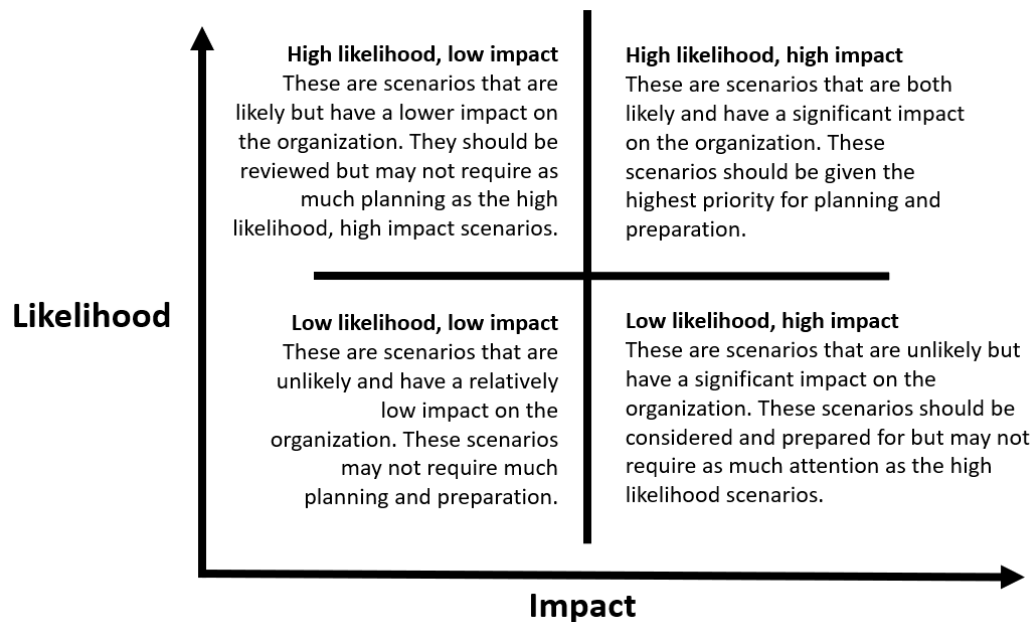 High likelihood, low impact
These are scenarios that are
likely but have a lower impact on
the organization. They should be
reviewed but may not require as
much planning as the high
likelihood, high impact scenarios.
High likelihood, high impact
These are scenarios that are both
likely and have a significant impact
on the organization. These
scenarios should be given the
highest priority for planning and
preparation.
Likelihood
Low likelihood, low impact
These are scenarios that are
unlikely and have a relatively
low impact on the
organization. These scenarios
may not require much
planning and preparation.
Low likelihood, high impact
These are scenarios that are unlikely but
have a significant impact on the
organization. These scenarios should be
considered and prepared for but may not
require as much attention as the high
likelihood scenarios.
Impact